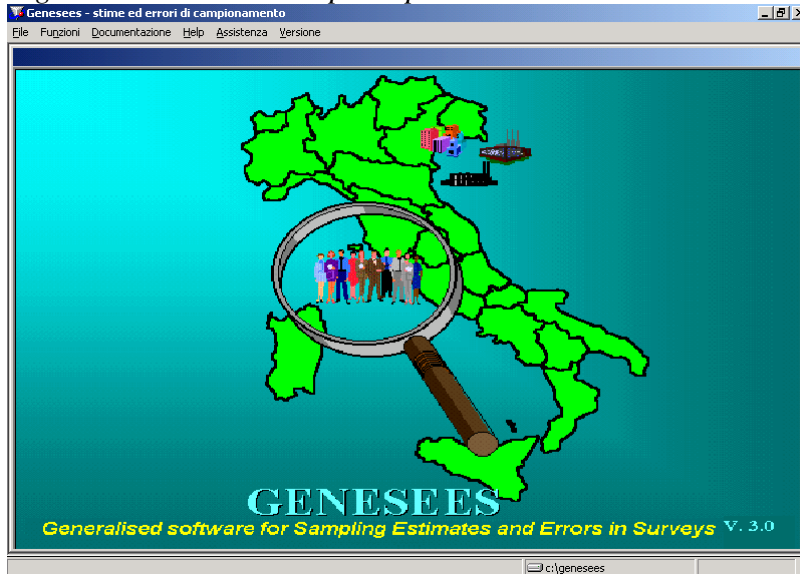 Genesees - stime ed errori di campionamento
File Funzioni Documentazione Help Assistenza Versione
GENESEES
Generalised software for Sampling Estimates and Errors in Surveys V. 3.0
c:\genesees